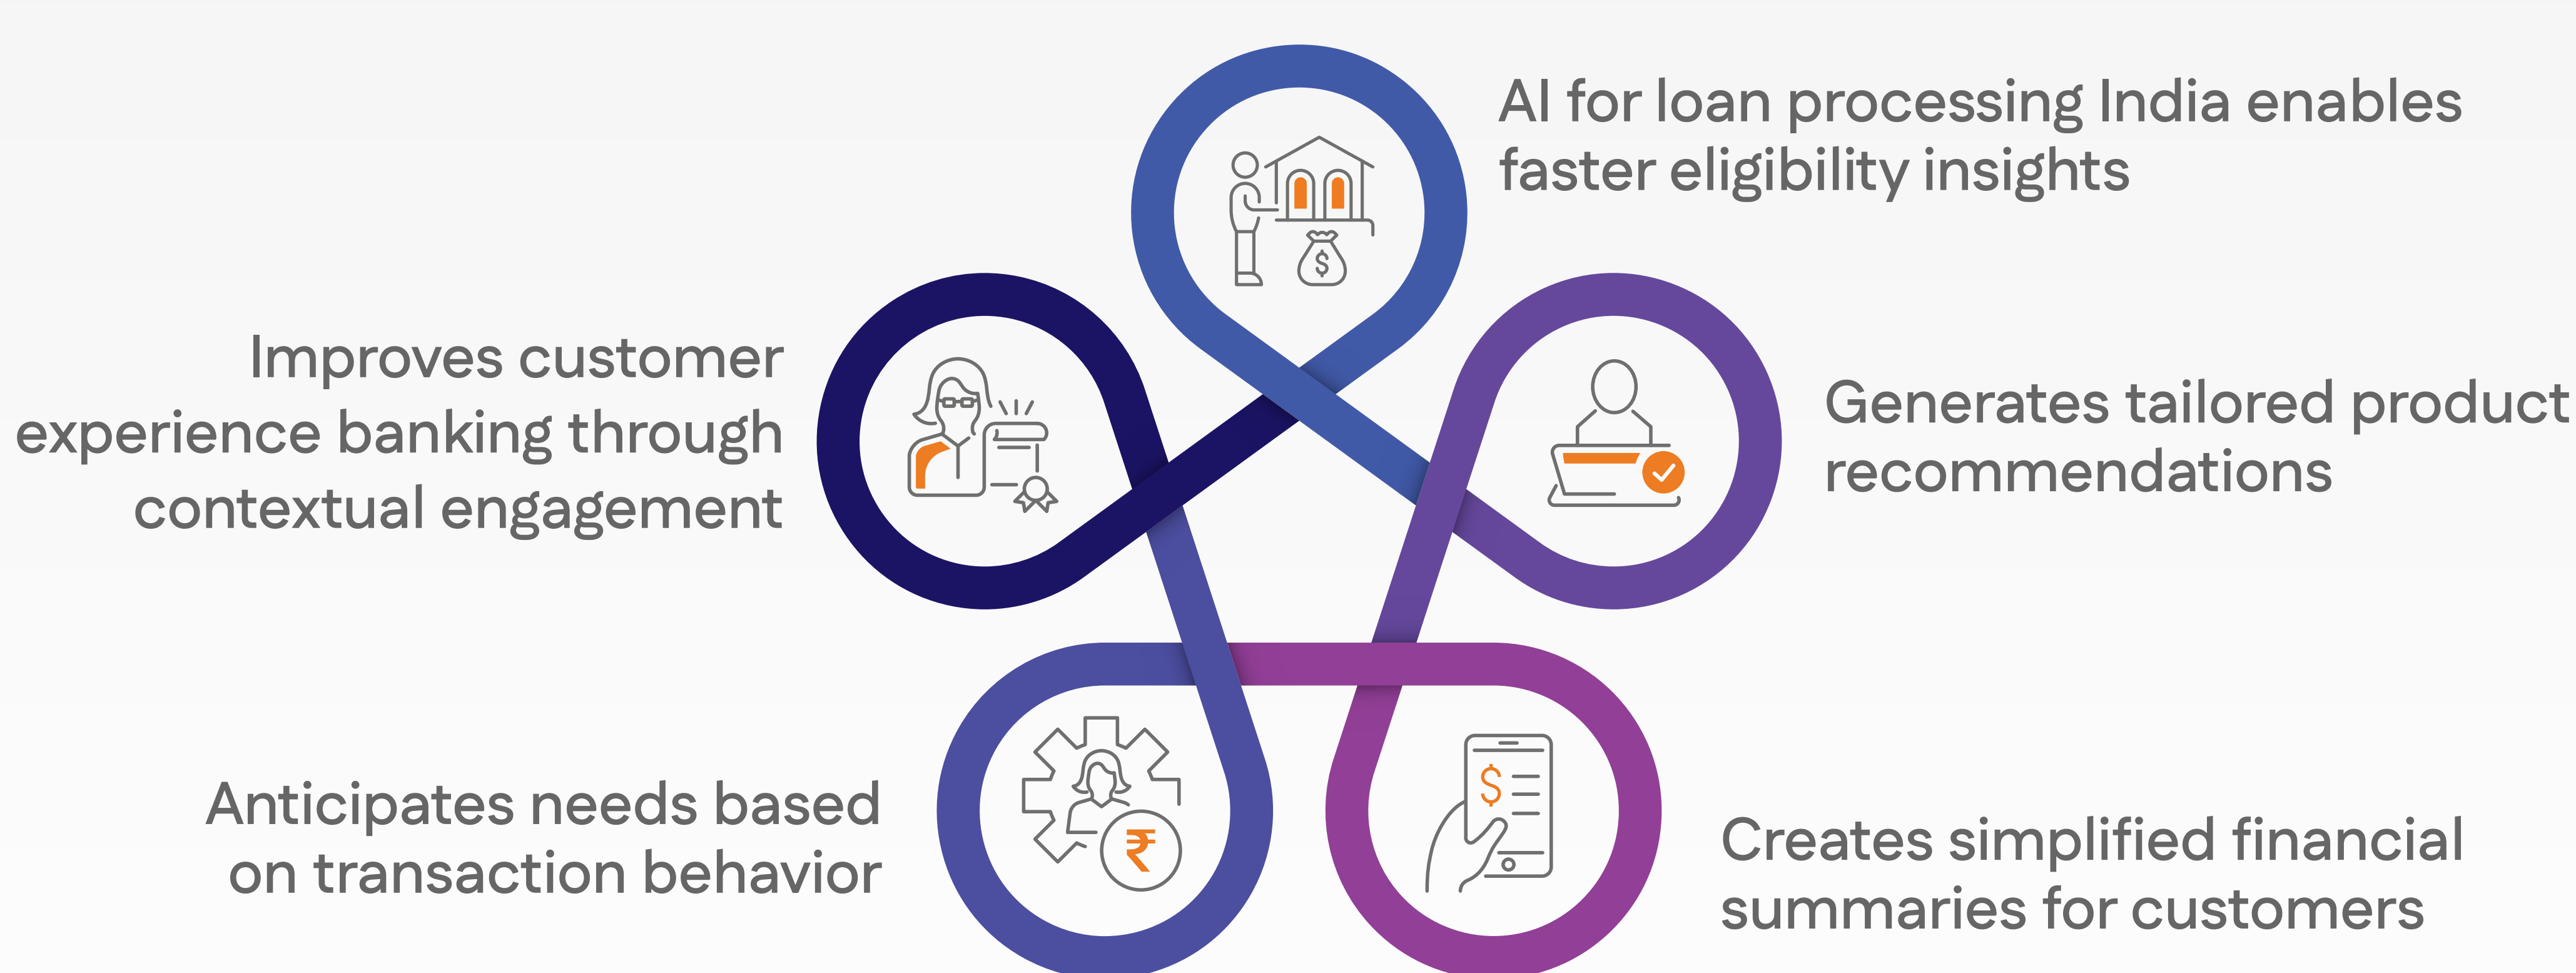 AI for loan processing India enables
faster eligibility insights
$
Improves customer
experience banking through
contextual engagement
Generates tailored product
recommendations
Anticipates needs based
on transaction behavior
₹
$
Creates simplified financial
summaries for customers